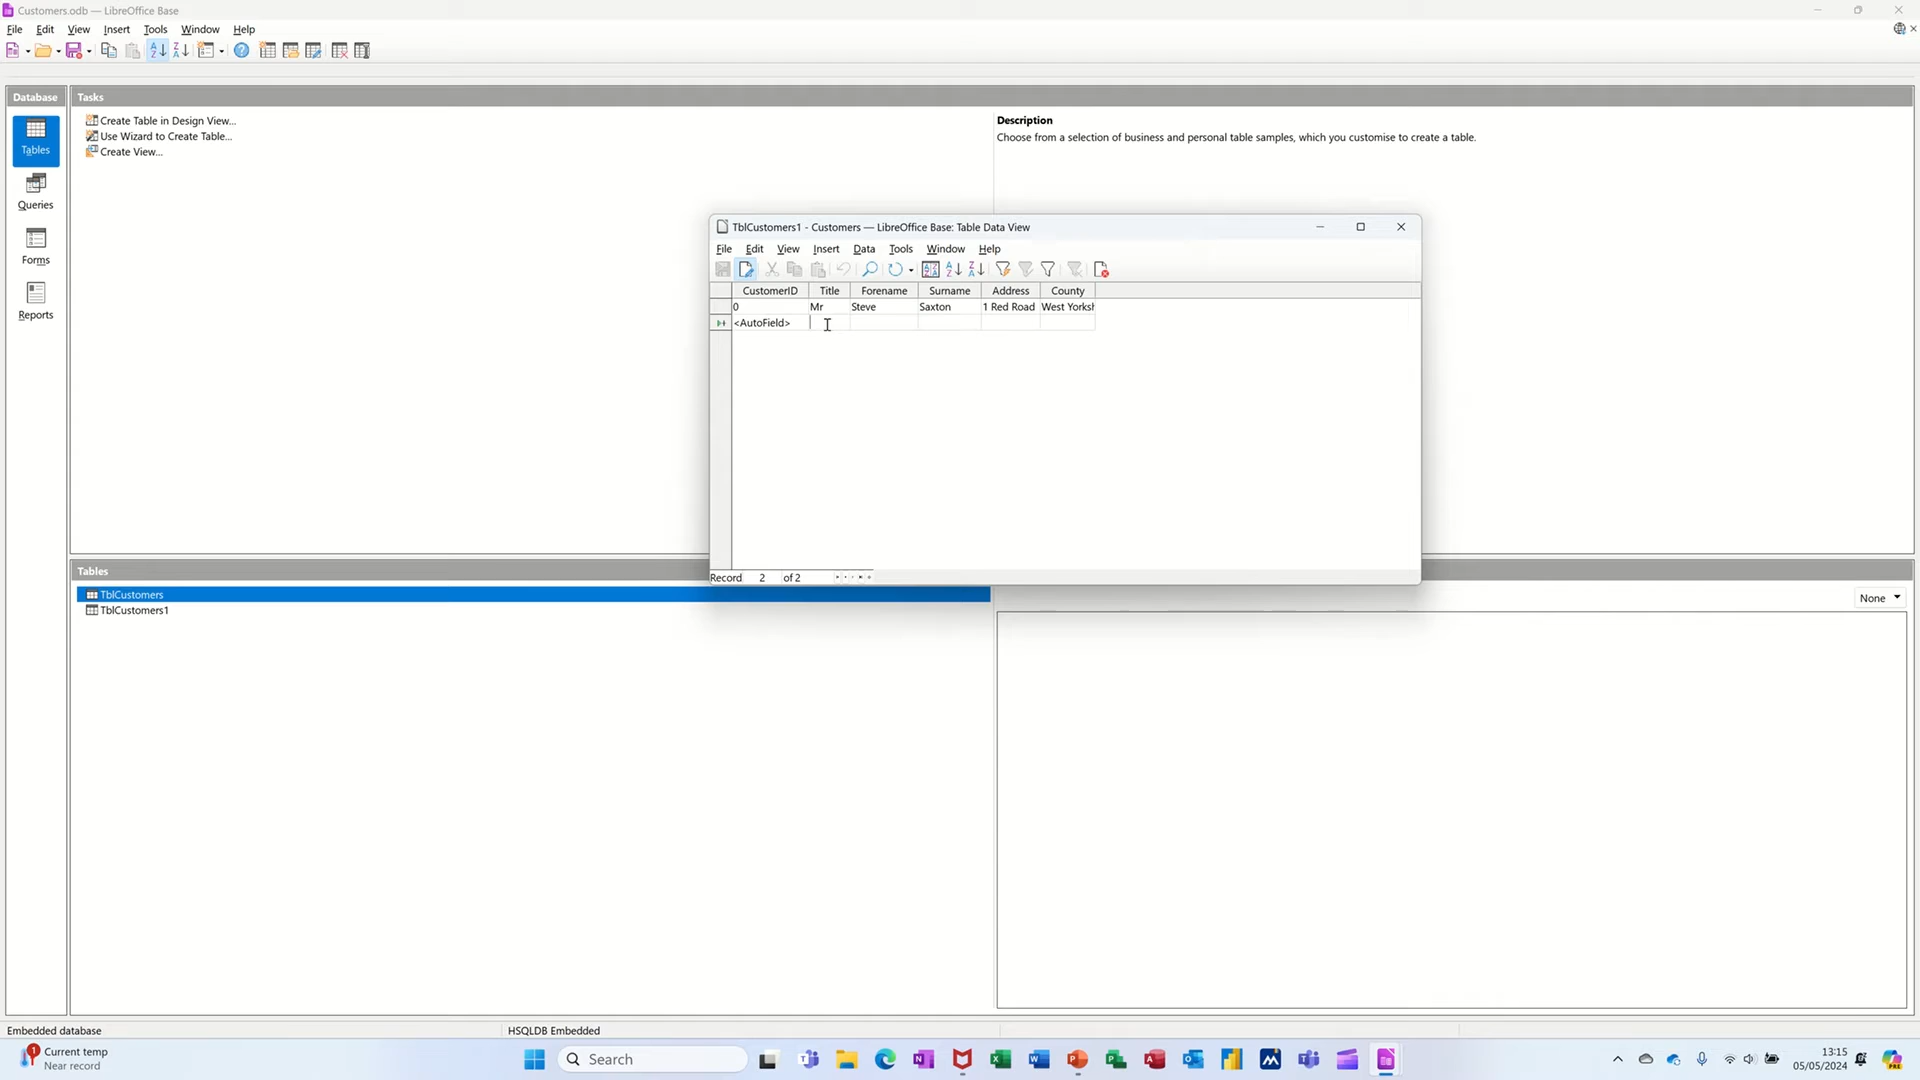 Customers.odb — LibreOffice Base
File Edit View Insert Tools Window Help
Database
Tables
Queries
Forms
Reports
Tasks
Create Table in Design View...
Use Wizard to Create Table...
Create View...
Description
Choose from a selection of business and personal table samples, which you customise to create a table.
TblCustomers1 - Customers — LibreOffice Base: Table Data View
File Edit View Insert Data Tools Window Help
CustomerID Title Forename Surname Address County
0 Mr Steve Saxton 1 Red Road West Yorksh
<AutoField>
Record 2 of 2
Tables
TblCustomers
TblCustomers1
None
Embedded database HSQLDB Embedded
1 Current temp
Near record
Search
13:15
05/05/2024